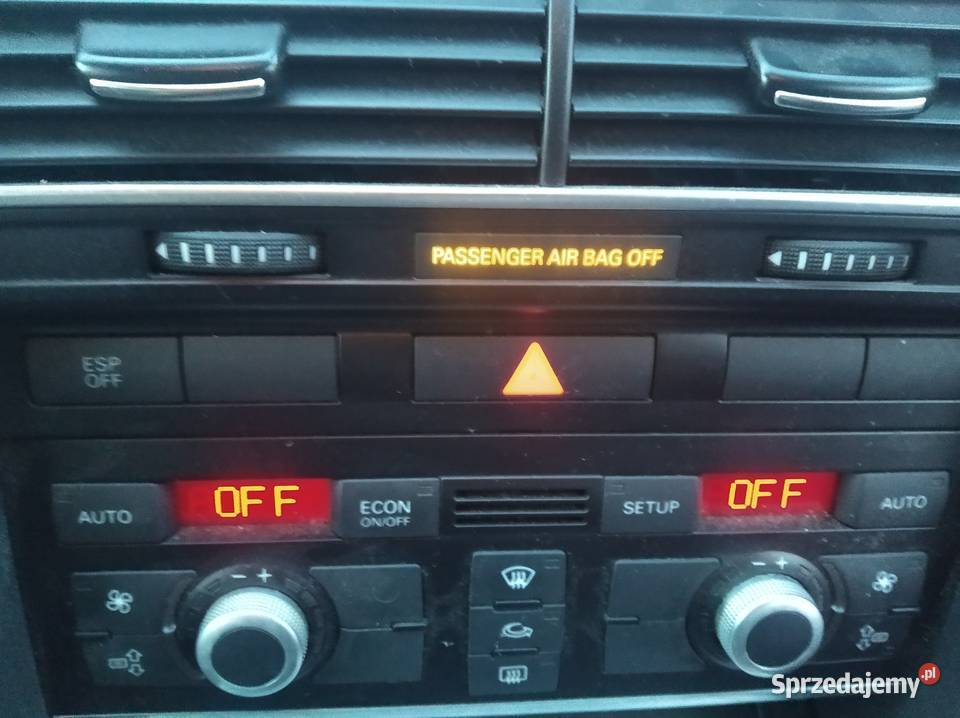 PASSENGER AIR BAG OFF
ESP
OFF
AUTO
OFF
ECON
ON/OFF
SETUP
OFF
AUTO
Sprzedajemy.pl